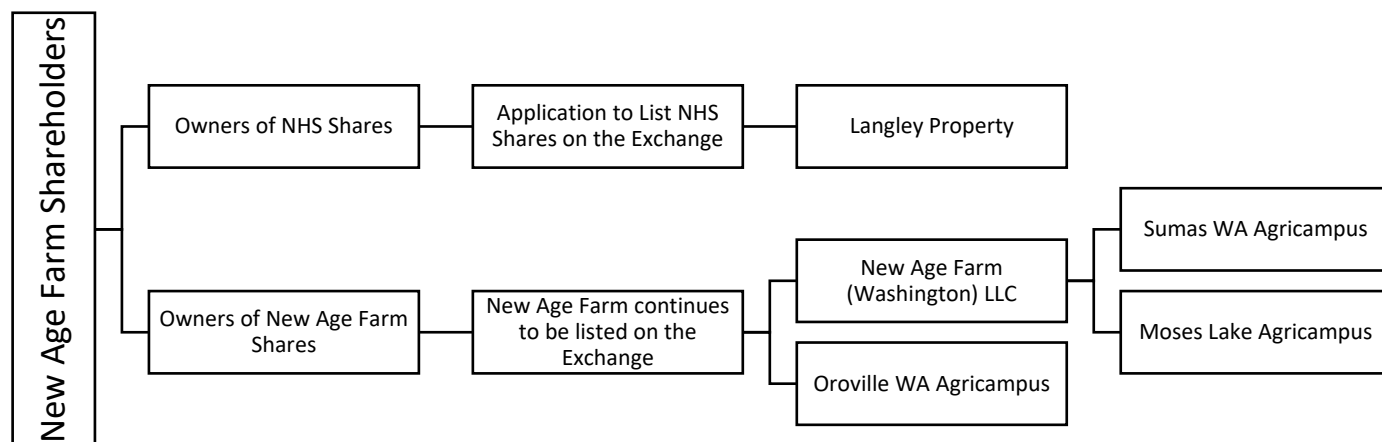 New Age Farm Shareholders
Owners of NHS Shares
Application to List NHS
Shares on the Exchange
Langley Property
Owners of New Age Farm
Shares
New Age Farm continues
to be listed on the
Exchange
New Age Farm
(Washington) LLC
Oroville WA Agricampus
Sumas WA Agricampus
Moses Lake Agricampus